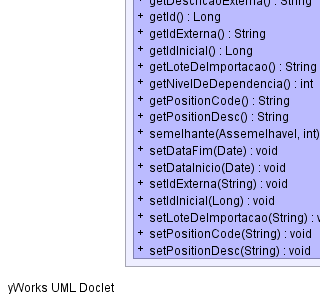 getDescricaoExterna() : String
+ getId() : Long
+ getIdExterna() : String
+ getIdInicial() : Long
+ getLoteDeImportacao() : String
+ getNivelDeDependencia() : int
+ getPositionCode() : String
+ getPositionDesc() : String
+ semelhante(Assemelhavel, int)
+ setDataFim(Date) : void
+ setDataInicio(Date) : void
+ setIdExterna(String) : void
+ setIdInicial(Long) : void
+ setLoteDeImportacao(String) : v
+ setPositionCode(String) : void
+ setPositionDesc(String) : void
yWorks UML Doclet